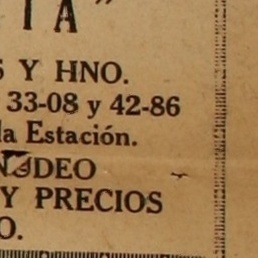 IA"
S Y HNO.
33-08 y 42-86
la Estación.
DEO
Y PRECIOS
O.